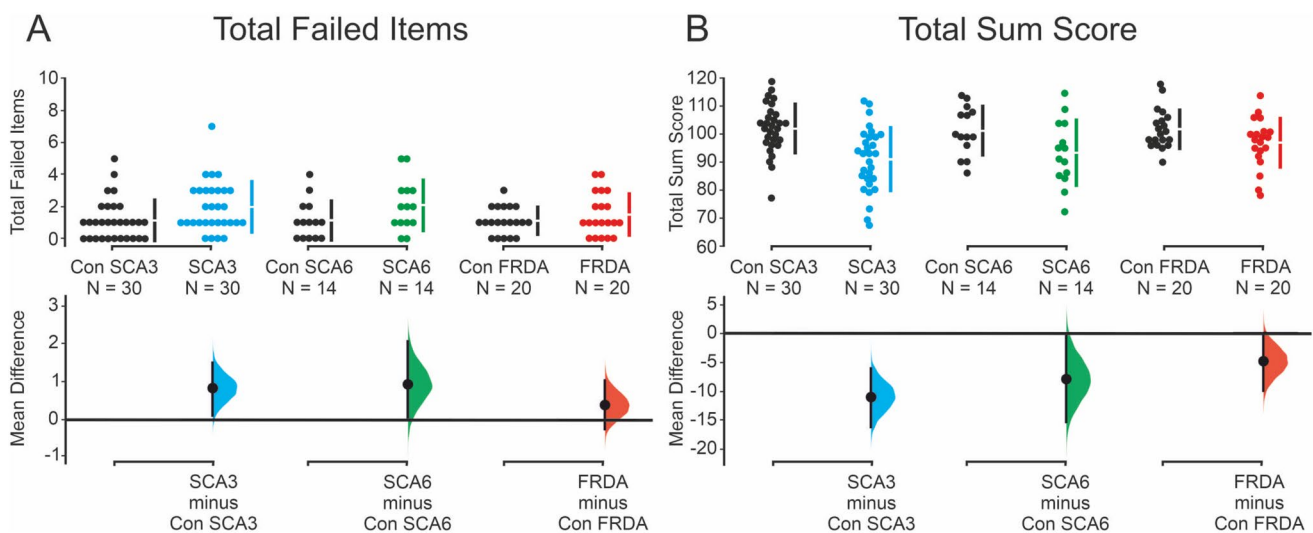 A Total Failed Items
Total Failed Items
10
8
6
4
2
0
Con SCA3 SCA3 Con SCA6 SCA6 Con FRDA FRDA
N = 30 N = 30 N = 14 N = 14 N = 20 N = 20
Mean Difference
3
2
1
0
-1
SCA3 SCA6 FRDA
minus minus minus
Con SCA3 Con SCA6 Con FRDA
B Total Sum Score
Total Sum Score
120
110
100
90
80
70
60
Con SCA3 SCA3 Con SCA6 SCA6 Con FRDA FRDA
N = 30 N = 30 N = 14 N = 14 N = 20 N = 20
Mean Difference
5
0
-5
-10
-15
-20
SCA3 SCA6 FRDA
minus minus minus
Con SCA3 Con SCA6 Con FRDA